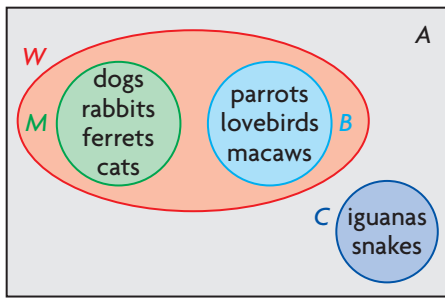 A
W
dogs
rabbits
ferrets
cats
M
parrots
lovebirds
macaws
B
C
iguanas
snakes